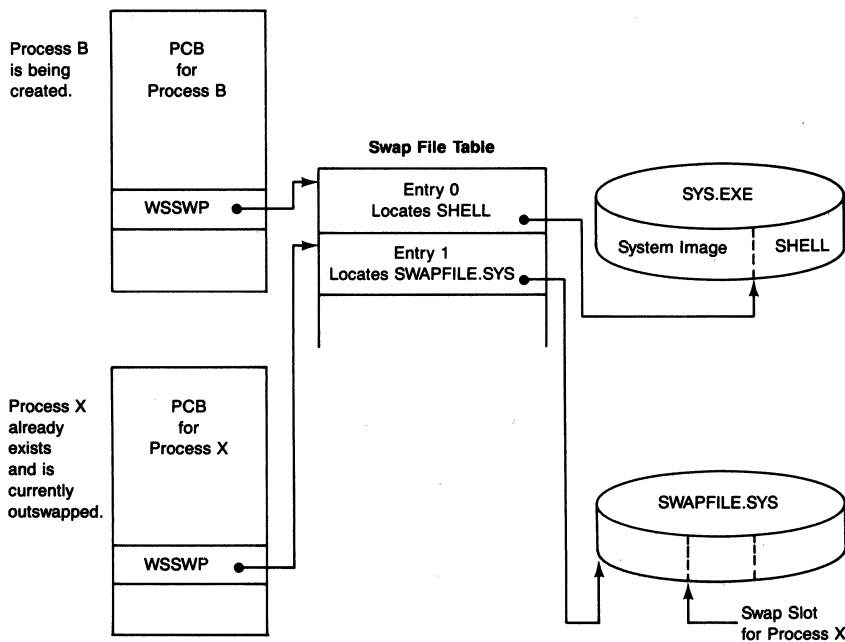 Process B
is being
created.
PCB
for
Process B
WSSWP
Swap File Table
Entry 0
Locates SHELL
Entry 1
Locates SWAPFILE.SYS
SYS.EXE
System Image
SHELL
Process X
already
exists
and is
currently
outswapped.
PCB
for
Process X
WSSWP
SWAPFILE.SYS
Swap Slot
for Process X